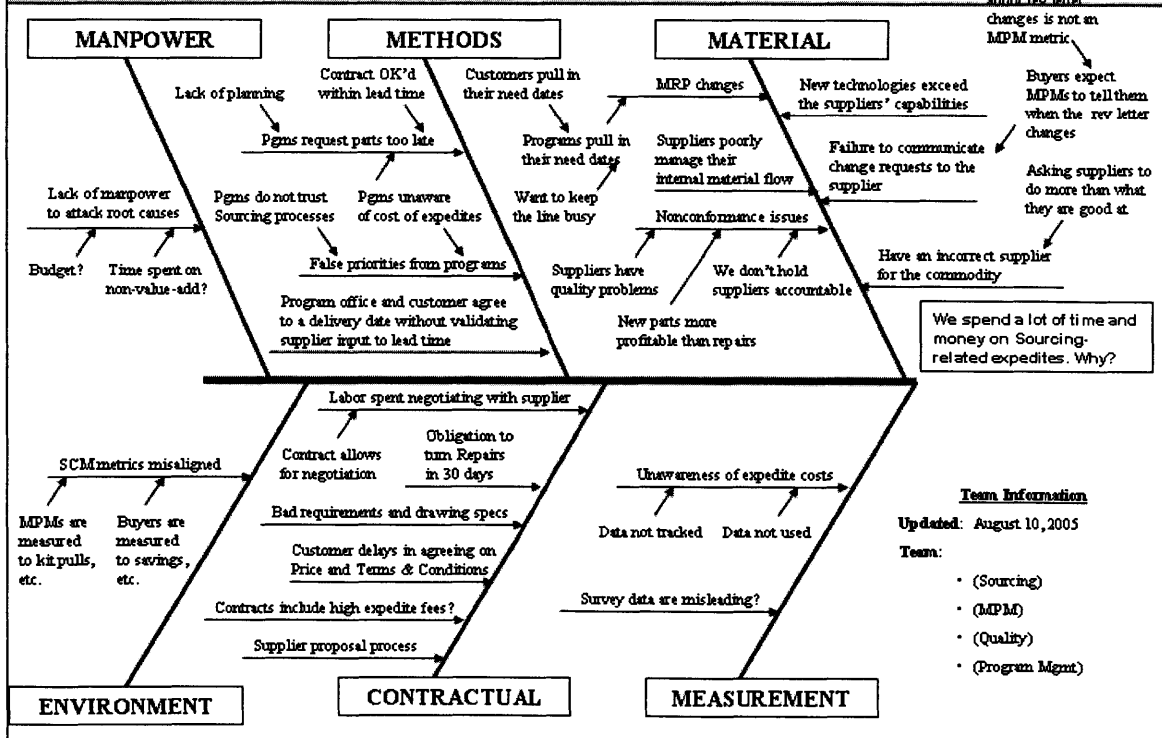 changes is not an
MPM metric
MANPOWER
METHODS
MATERIAL
Lack of planning
Contract OK'd
within lead time
Customers pull in
their need dates
MRP changes
New technologies exceed
the suppliers' capabilities
Buyers expect
MPMs to tell them
when the rev letter
changes
Pgms request parts too late
Programs pull in
their need dates
Suppliers poorly
manage their
internal material flow
Failure to communicate
change requests to the
supplier
Asking suppliers to
do more than what
they are good at
Lack of manpower
to attack root causes
Pgms do not trust
Sourcing processes
Pgms unaware
of cost of expedites
Want to keep
the line busy
Nonconformance issues
Budget?
Time spent on
non-value-add?
False priorities from programs
Suppliers have
quality problems
We don't hold
suppliers accountable
Have an incorrect supplier
for the commodity
Program office and customer agree
to a delivery date without validating
supplier input to lead time
New parts more
profitable than repairs
We spend a lot of time and
money on Sourcing-
related expedites. Why?
Labor spent negotiating with supplier
Contract allows
for negotiation
Obligation to
turn Repairs
in 30 days
SCM metrics misaligned
Unawareness of expedite costs
MPMs are
measured
to kit pulls,
etc.
Buyers are
measured
to savings,
etc.
Bad requirements and drawing specs
Data not tracked
Data not used
Customer delays in agreeing on
Price and Terms & Conditions
Contracts include high expedite fees?
Survey data are misleading?
Supplier proposal process
Team Information
Updated: August 10, 2005
Team:
• (Sourcing)
• (MPM)
• (Quality)
• (Program Mgmt)
ENVIRONMENT
CONTRACTUAL
MEASUREMENT